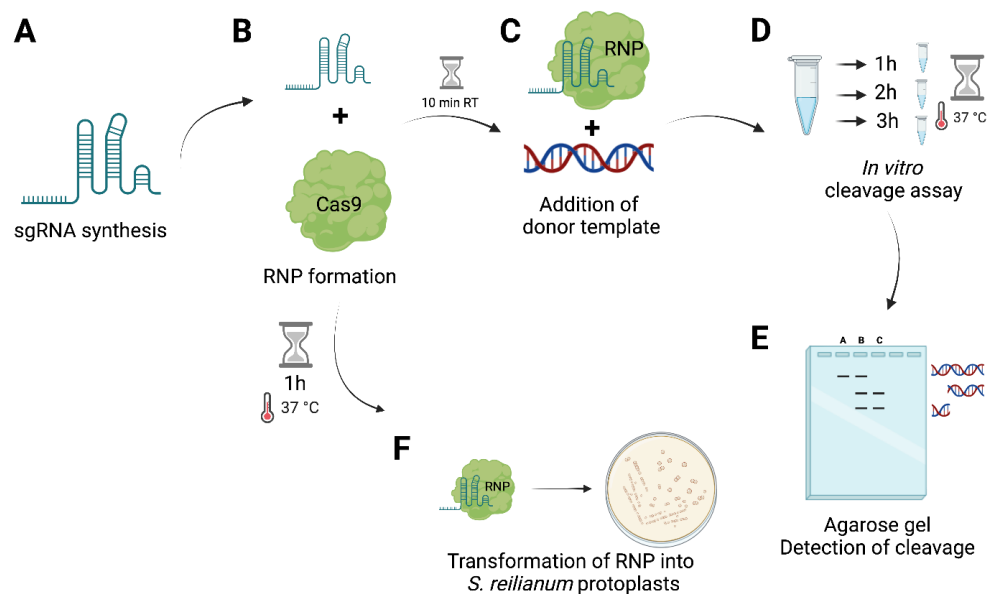 A
sgRNA synthesis
B
+
Cas9
RNP formation
10 min RT
1h
37 °C
C
RNP
+
Addition of
donor template
D
1h
2h
3h
37 °C
In vitro
cleavage assay
E
A B C
Agarose gel
Detection of cleavage
F
RNP
Transformation of RNP into
S. reilianum protoplasts